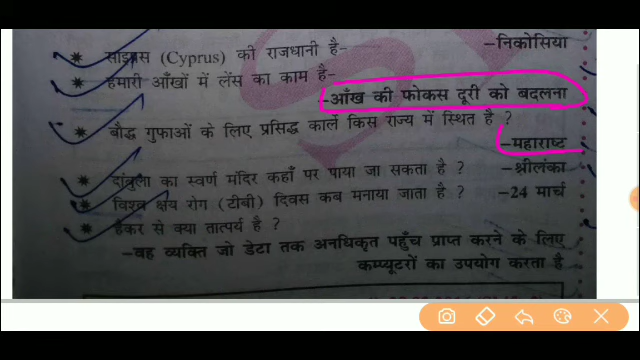 * साइप्रस (Cyprus) की राजधानी है- -निकोसिया
* हमारी आँखों में लेंस का काम है-
-आँख की फोकस दूरी को बदलना
* बौद्ध गुफाओं के लिए प्रसिद्ध कार्ले किस राज्य में स्थित है ?
-महाराष्ट
* दांबुला का स्वर्ण मंदिर कहाँ पर पाया जा सकता है ? -श्रीलंका
* विश्व क्षय रोग (टीबी) दिवस कब मनाया जाता है ? -24 मार्च
* हैकर से क्या तात्पर्य है ?
-वह व्यक्ति जो डेटा तक अनधिकृत पहुँच प्राप्त करने के लिए
कम्प्यूटरों का उपयोग करता है